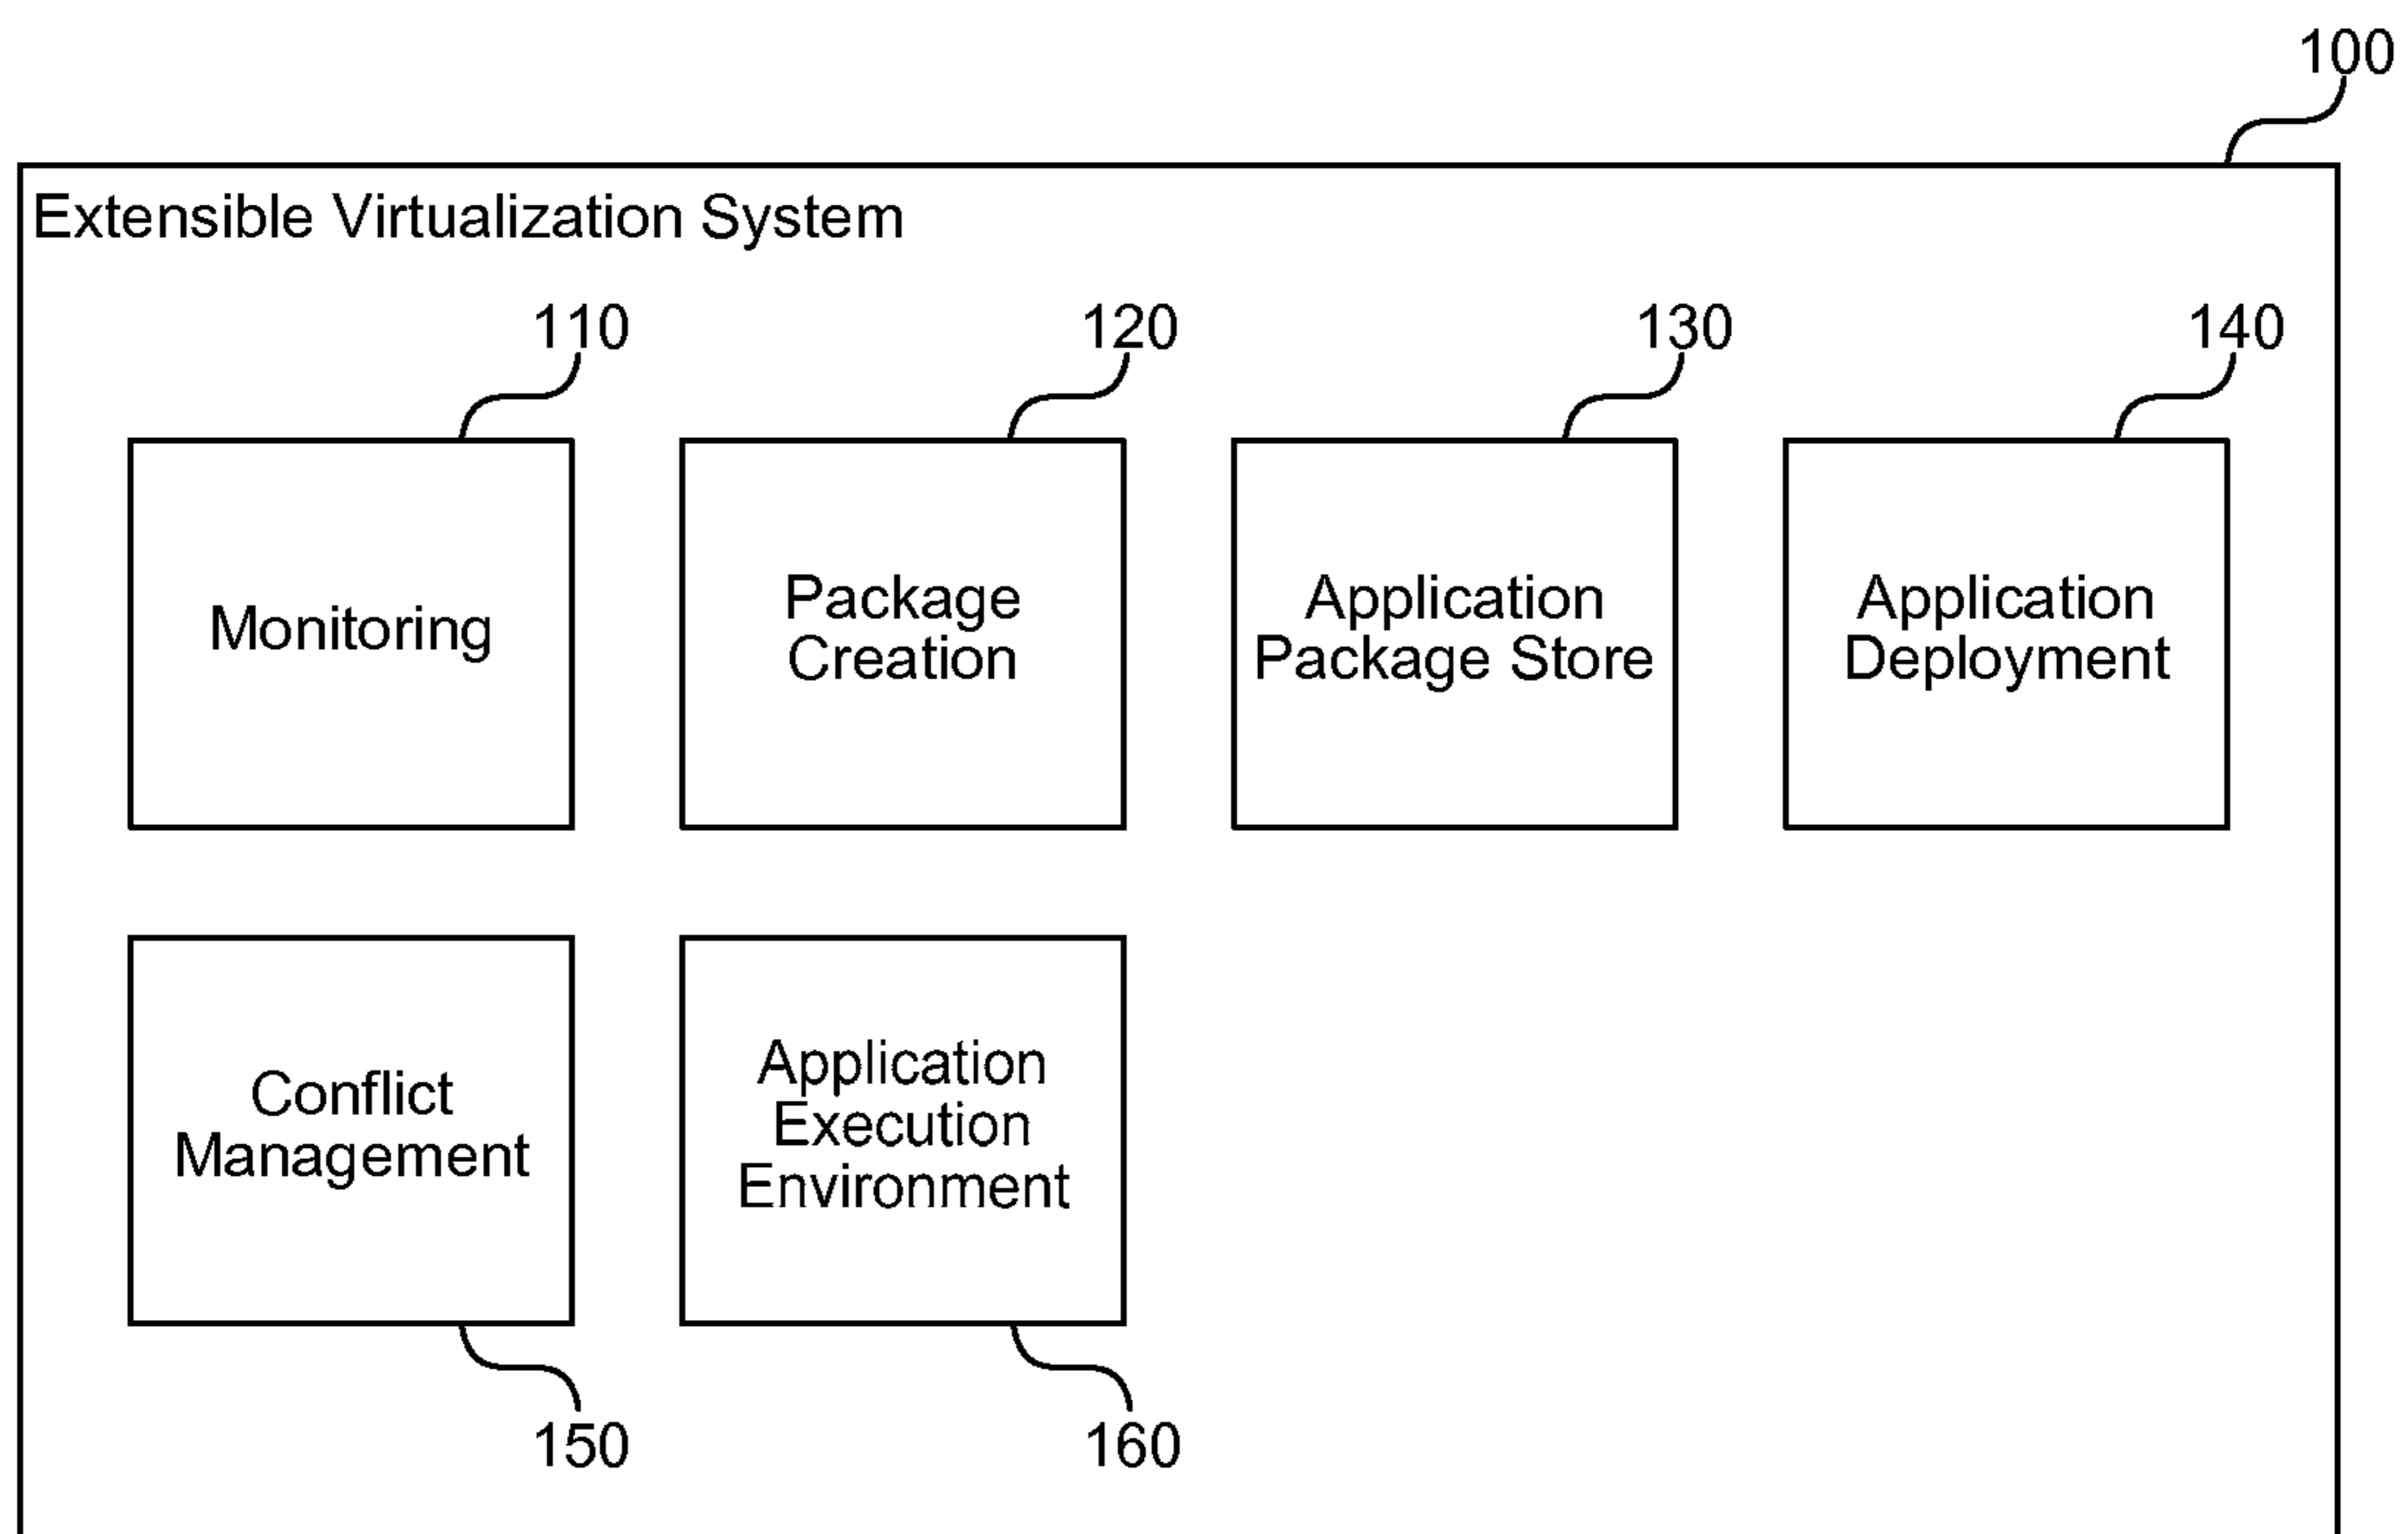 100
Extensible Virtualization System
110
120
130
140
Monitoring
Package
Creation
Application
Package Store
Application
Deployment
Conflict
Management
Application
Execution
Environment
150
160